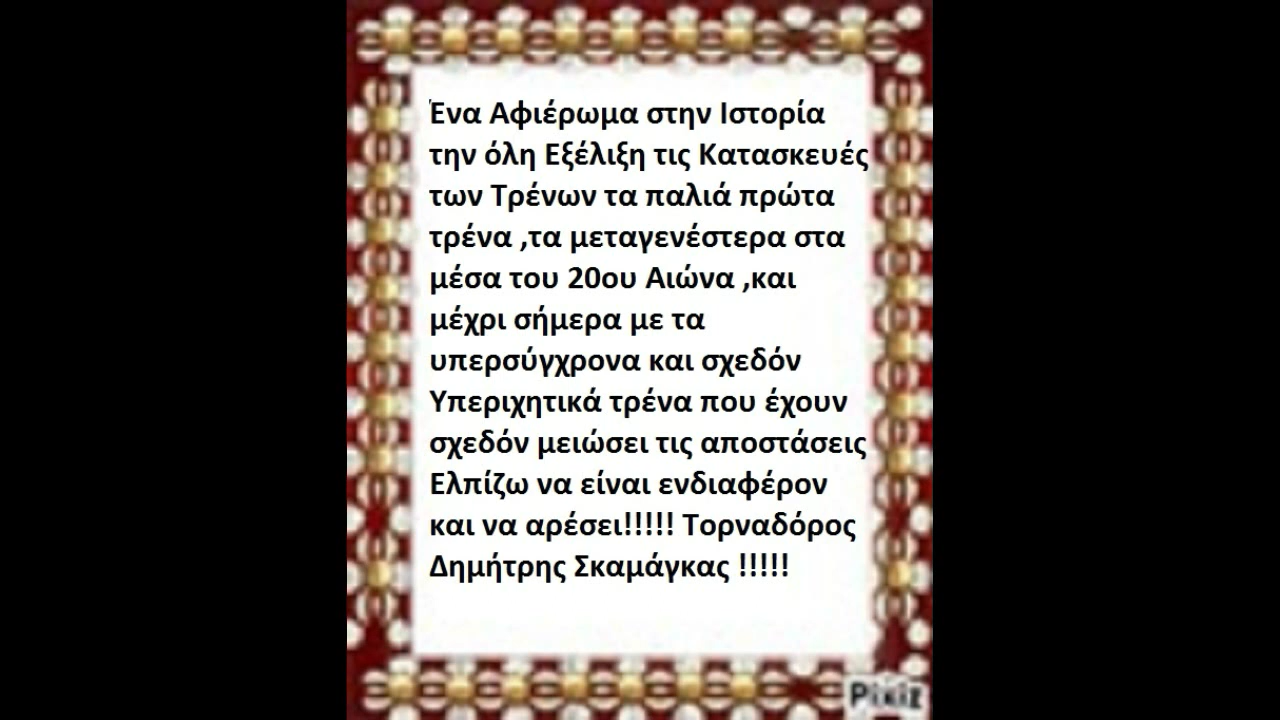 Ένα Αφιέρωμα στην Ιστορία
την όλη Εξέλιξη τις Κατασκευές
των Τρένων τα παλιά πρώτα
τρένα ,τα μεταγενέστερα στα
μέσα του 20ου Αιώνα ,και
μέχρι σήμερα με τα
υπερσύγχρονα και σχεδόν
Υπεριχητικά τρένα που έχουν
σχεδόν μειώσει τις αποστάσεις
Ελπίζω να είναι ενδιαφέρον
και να αρέσει!!!!! Τορναδόρος
Δημήτρης Σκαμάγκας !!!!!
Pixiz